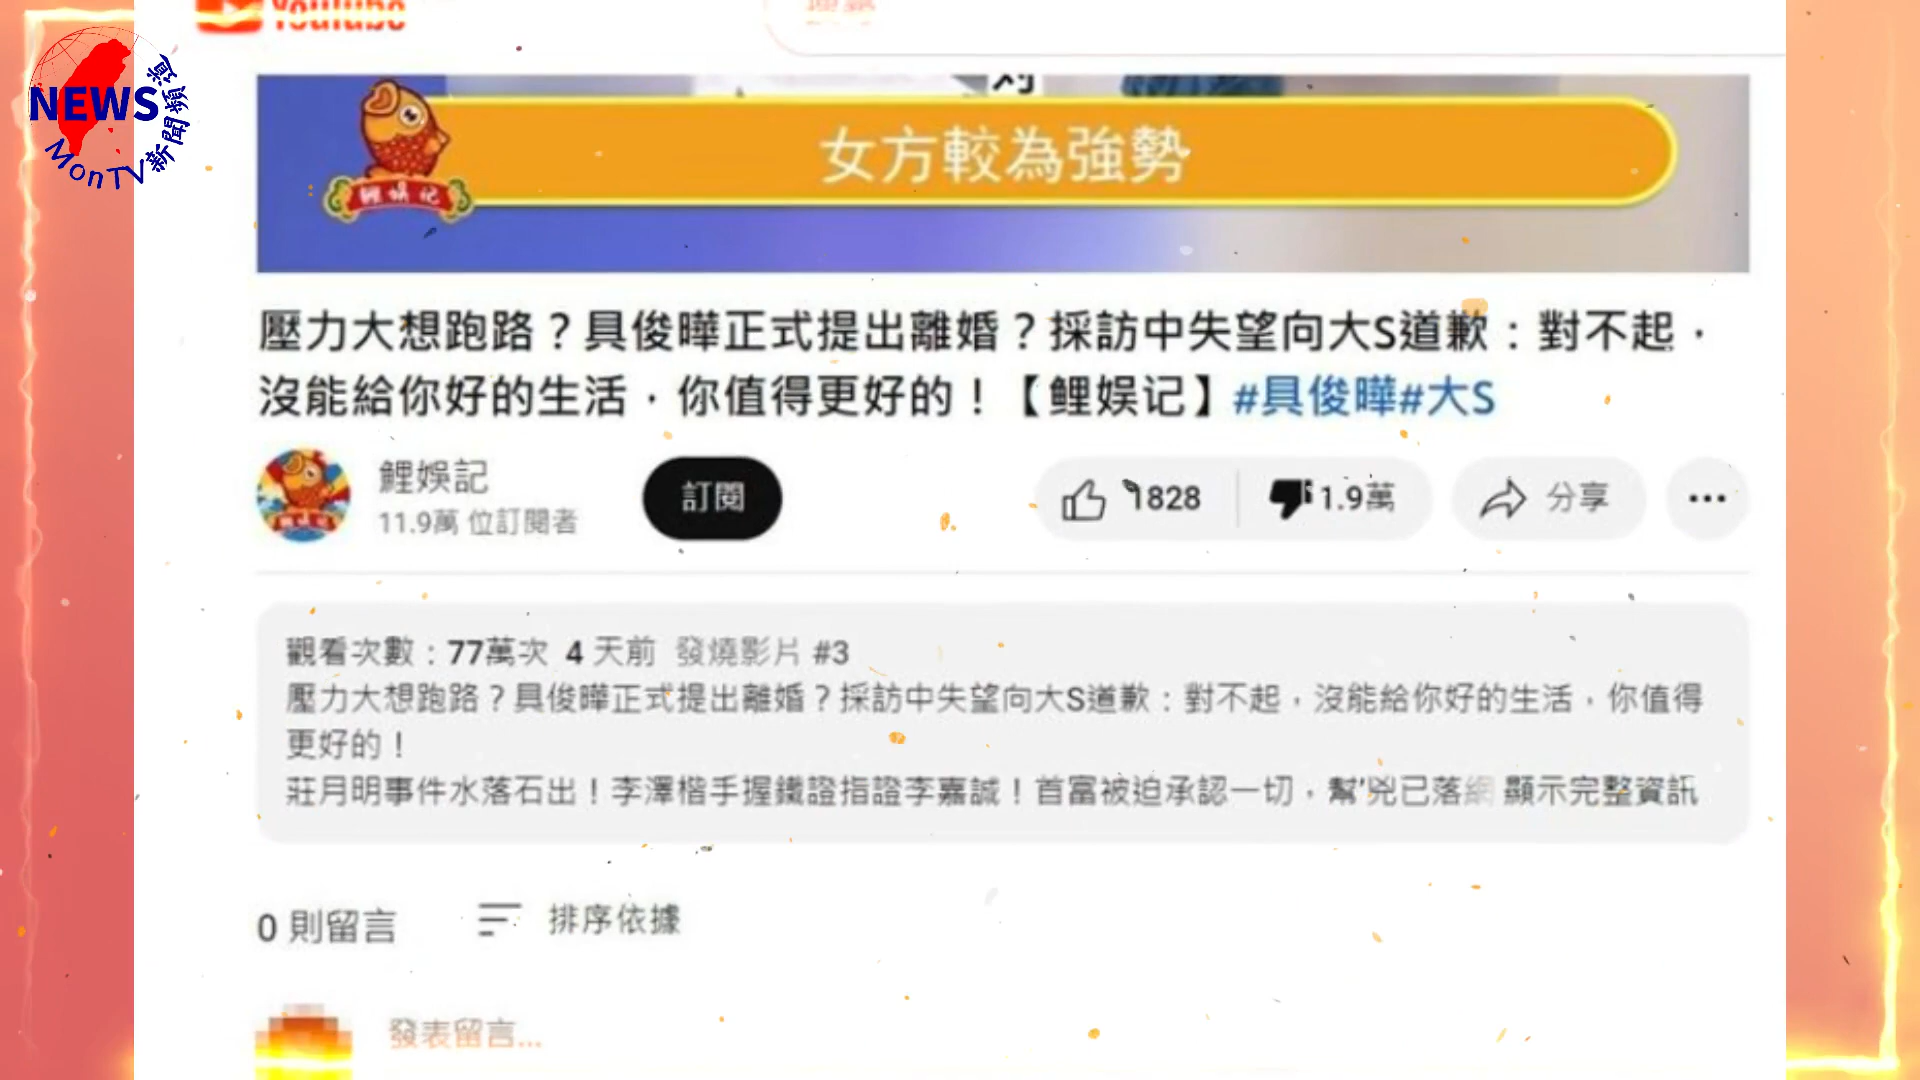 YouTube
NEWS
MonTV新聞頻道
女方較為強勢
鯉娱记
壓力大想跑路？具俊曄正式提出離婚？採訪中失望向大S道歉：對不起，
沒能給你好的生活，你值得更好的！【鲤娱记】#具俊曄#大S
鯉娛記
11.9萬 位訂閱者
訂閱
1828
1.9萬
分享
觀看次數：77萬次 4 天前 發燒影片 #3
壓力大想跑路？具俊曄正式提出離婚？採訪中失望向大S道歉：對不起，沒能給你好的生活，你值得
更好的！
莊月明事件水落石出！李澤楷手握鐵證指證李嘉誠！首富被迫承認一切，幫'兇已落網 顯示完整資訊
0 則留言
排序依據
發表留言...